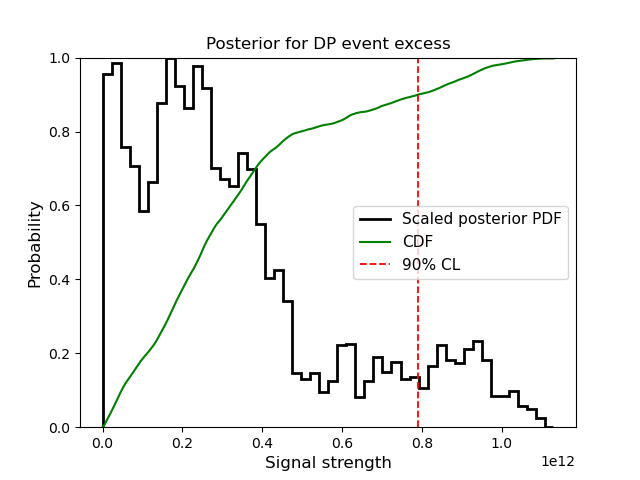 Posterior for DP event excess
1.0
0.8
0.6
0.4
0.2
0.0
Probability
Scaled posterior PDF
CDF
90% CL
0.0 0.2 0.4 0.6 0.8 1.0
1e12
Signal strength